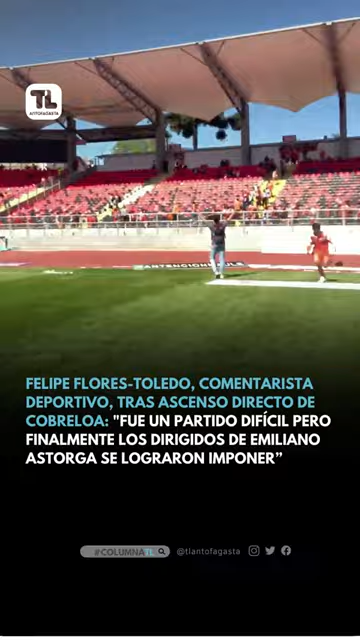 TL
ANTOFAGASTA
FELIPE FLORES-TOLEDO, COMENTARISTA
DEPORTIVO, TRAS ASCENSO DIRECTO DE
COBRELOA: "FUE UN PARTIDO DIFÍCIL PERO
FINALMENTE LOS DIRIGIDOS DE EMILIANO
ASTORGA SE LOGRARON IMPONER”
#COLUMNATL
@tlantofagasta